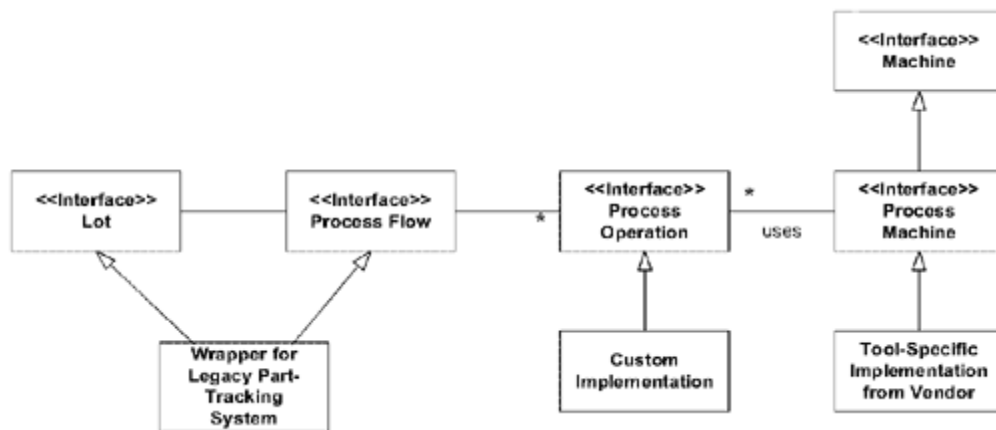 <<Interface>>
Machine
<<Interface>>
Lot
<<Interface>>
Process Flow
*
<<Interface>>
Process
Operation
*
uses
<<Interface>>
Process
Machine
Wrapper for
Legacy Part-
Tracking
System
Custom
Implementation
Tool-Specific
Implementation
from Vendor